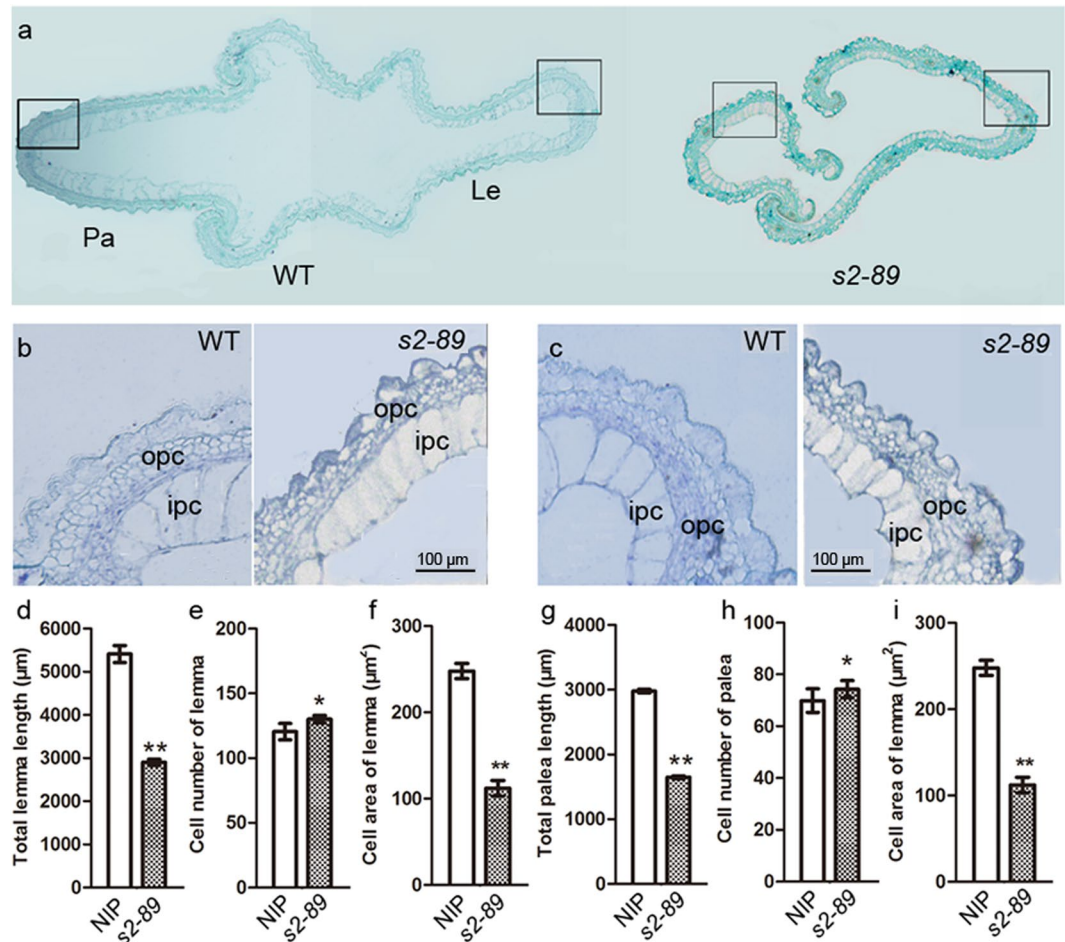 a
Pa
WT
Le
s2-89
b
WT
s2-89
opc
ipc
100 µm
c
WT
s2-89
opc
ipc
opc
ipc
100 µm
d
Total lemma length (µm)
6000
5000
4000
3000
2000
1000
0
**
NIP
s2-89
e
Cell number of lemma
200
150
100
50
0
*
NIP
s2-89
f
Cell area of lemma (µm²)
300
200
100
0
**
NIP
s2-89
g
Total palea length (µm)
4000
3000
2000
1000
0
**
NIP
s2-89
h
Cell number of palea
100
80
60
40
20
0
*
NIP
s2-89
i
Cell area of lemma (µm²)
300
200
100
0
**
NIP
s2-89